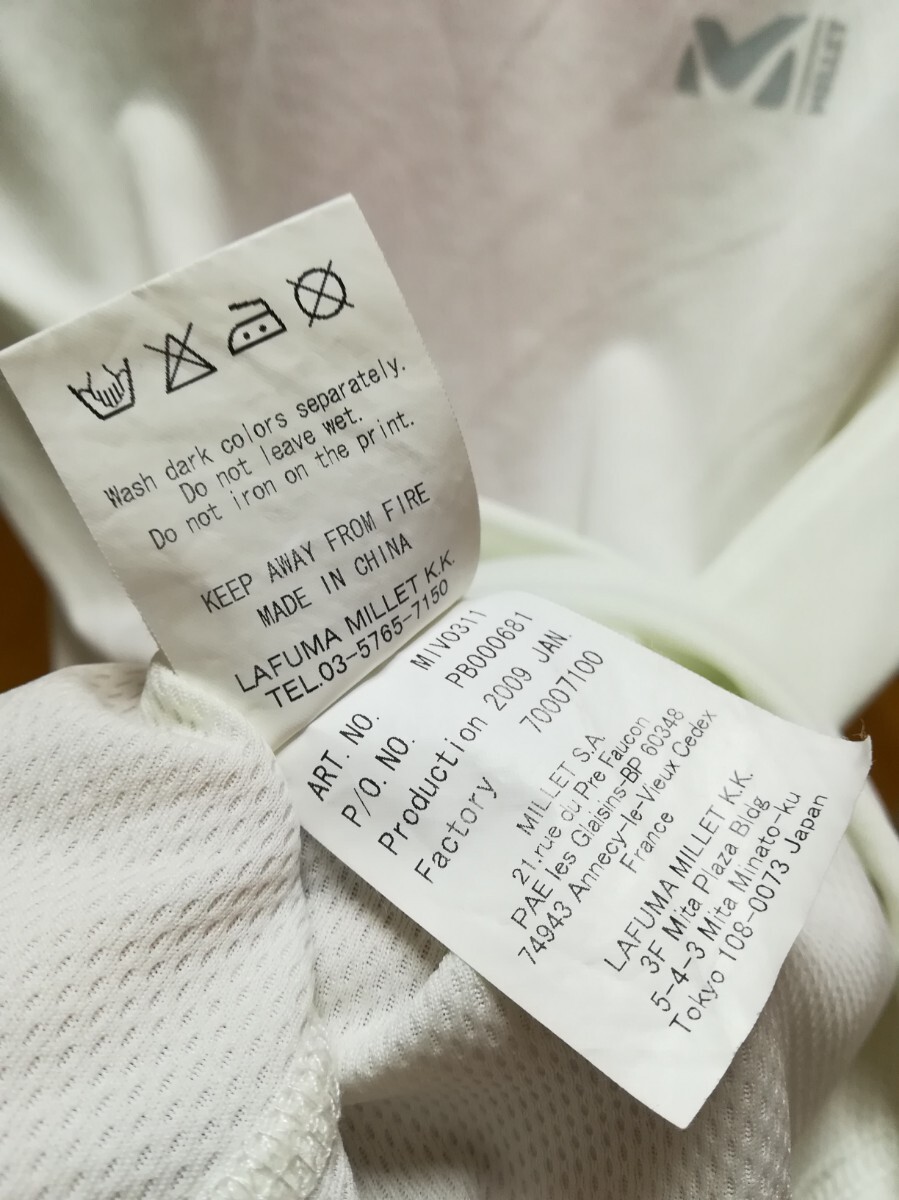 MILLET
Wash dark colors separately.
Do not leave wet.
Do not iron on the print.
KEEP AWAY FROM FIRE
MADE IN CHINA
LAFUMA MILLET K.K.
TEL.03-5765-7150
ART. NO. MIV0311
P/O. NO. PB000681
Production 2009 JAN.
Factory 70007100
MILLET S.A.
21.rue du Pre Faucon
PAE les Glaisins-BP 60348
74943 Annecy-le-Vieux Cedex
France
LAFUMA MILLET K.K.
3F Mita Plaza Bldg
5-4-3 Mita Minato-ku
Tokyo 108-0073 Japan